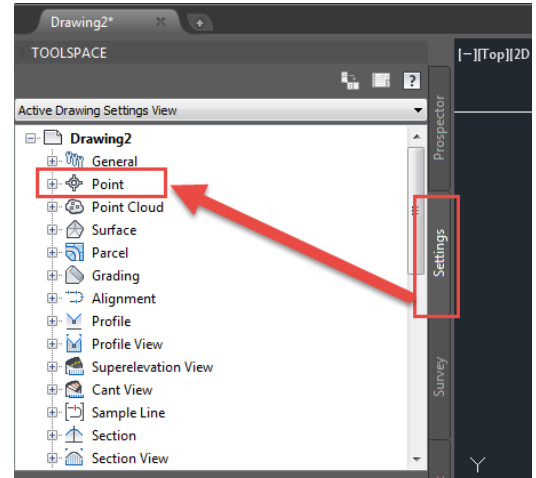 Drawing2*
TOOLSPACE
[−][Top][2D
?
Active Drawing Settings View
Drawing2
General
Point
Point Cloud
Surface
Parcel
Grading
Alignment
Profile
Profile View
Superelevation View
Cant View
Sample Line
Section
Section View
Prospector
Settings
Survey
Y